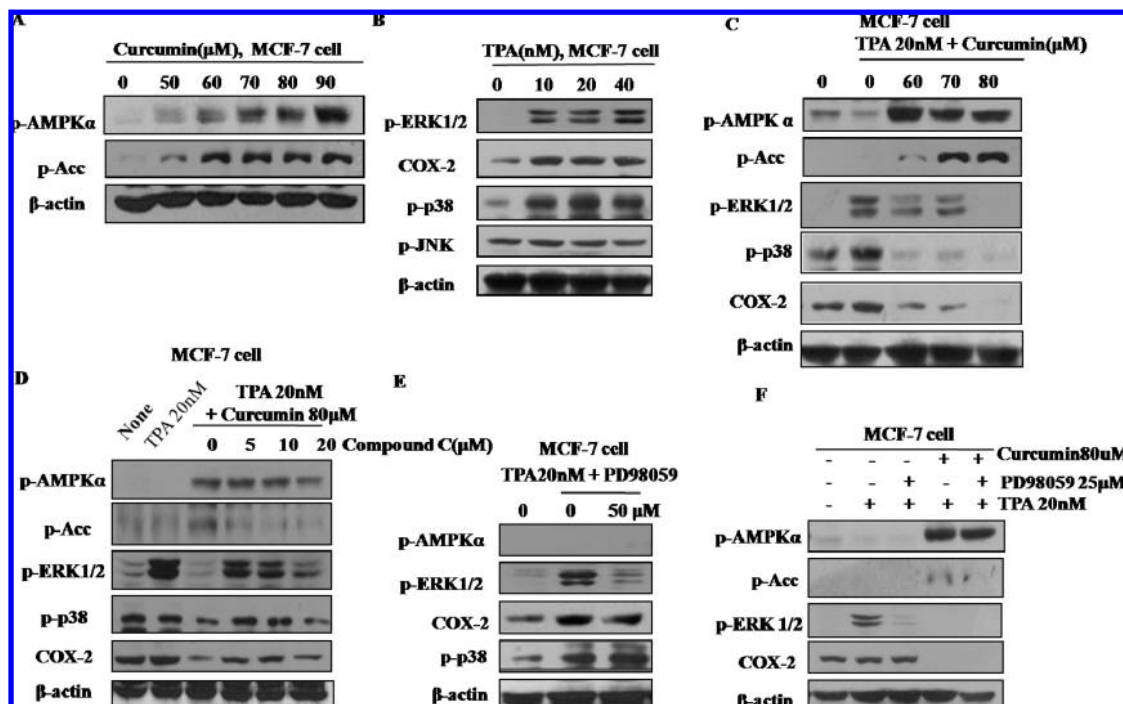 A
Curcumin(μM), MCF-7 cell
0 50 60 70 80 90
p-AMPKα
p-Acc
β-actin
B
TPA(nM), MCF-7 cell
0 10 20 40
p-ERK1/2
COX-2
p-p38
p-JNK
β-actin
C
MCF-7 cell
TPA 20nM + Curcumin(μM)
0 0 60 70 80
p-AMPK α
p-Acc
p-ERK1/2
p-p38
COX-2
β-actin
D
MCF-7 cell
None
TPA 20nM
TPA 20nM
+ Curcumin 80μM
0 5 10 20 Compound C(μM)
p-AMPKα
p-Acc
p-ERK1/2
p-p38
COX-2
β-actin
E
MCF-7 cell
TPA20nM + PD98059
0 0 50 μM
p-AMPKα
p-ERK1/2
COX-2
p-p38
β-actin
F
MCF-7 cell
- - - + + Curcumin80uM
- - + - + PD98059 25μM
- + + + + TPA 20nM
p-AMPKα
p-Acc
p-ERK 1/2
COX-2
β-actin